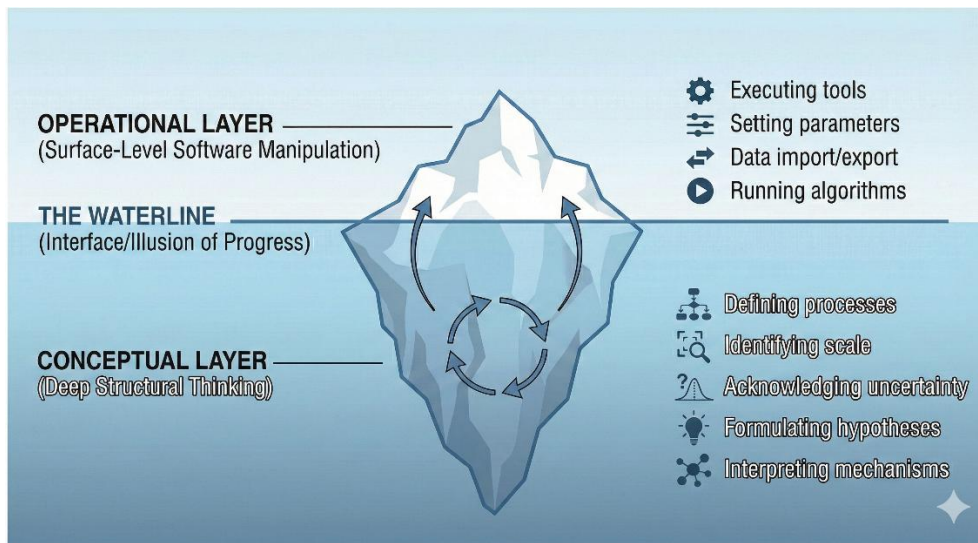 OPERATIONAL LAYER
(Surface-Level Software Manipulation)
THE WATERLINE
(Interface/Illusion of Progress)
CONCEPTUAL LAYER
(Deep Structural Thinking)
Executing tools
Setting parameters
Data import/export
Running algorithms
Defining processes
Identifying scale
?
Acknowledging uncertainty
Formulating hypotheses
Interpreting mechanisms